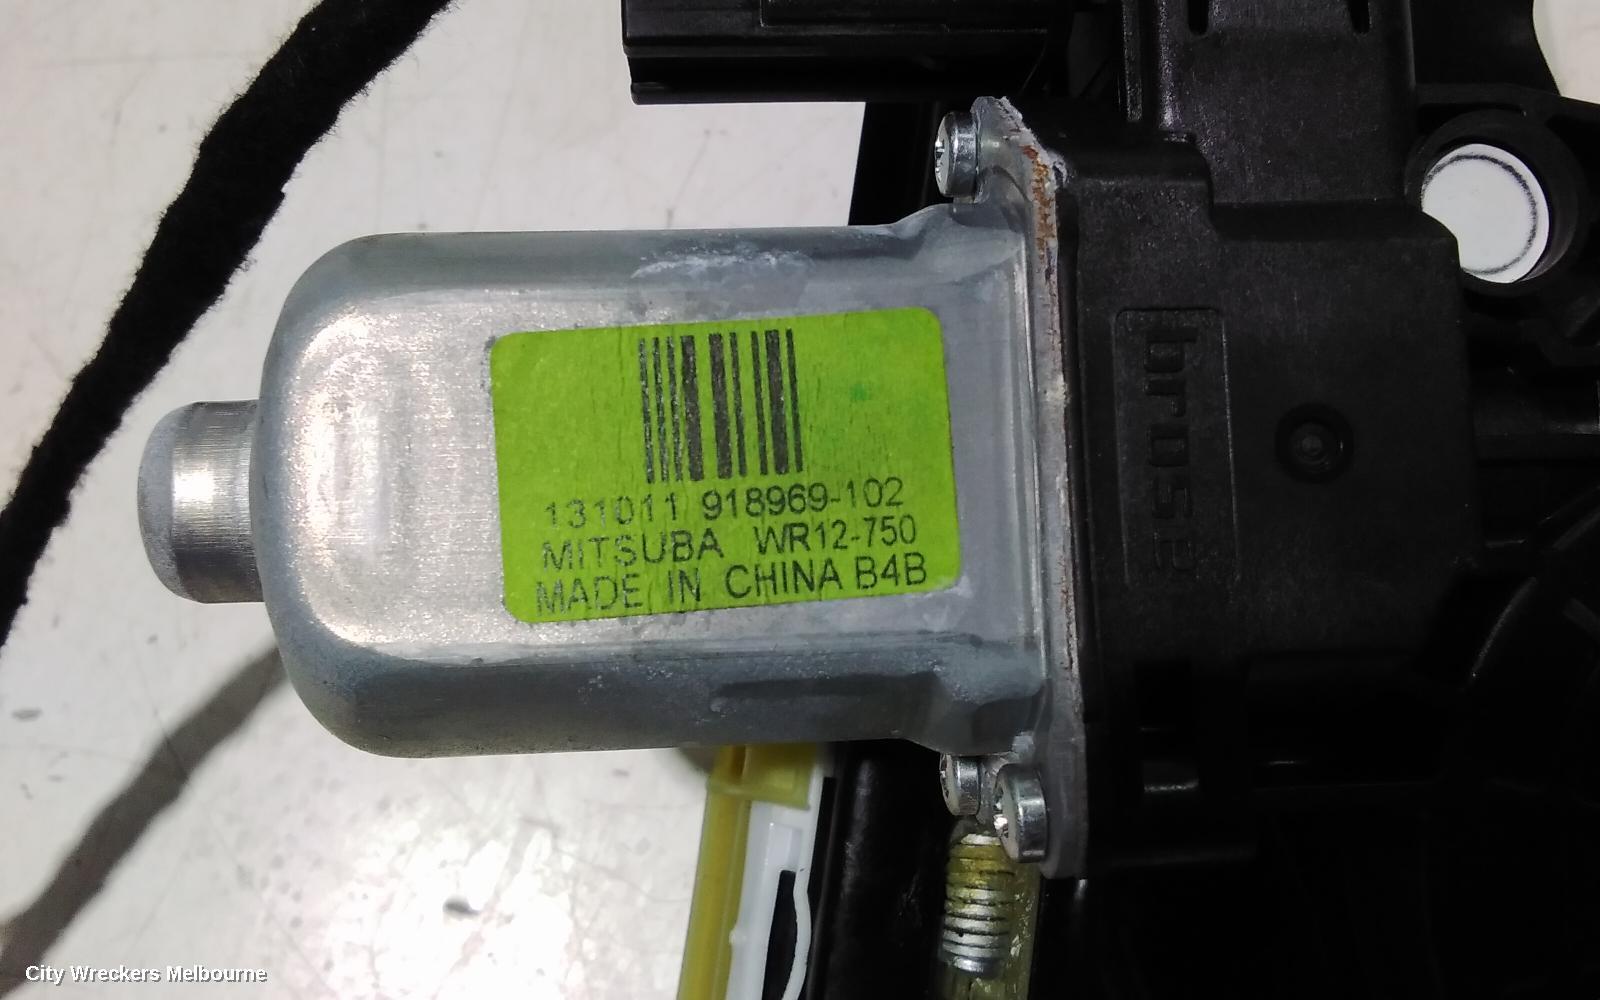 131011 918969-102
MITSUBA WR12-750
MADE IN CHINA B4B
brose
City Wreckers Melbourne